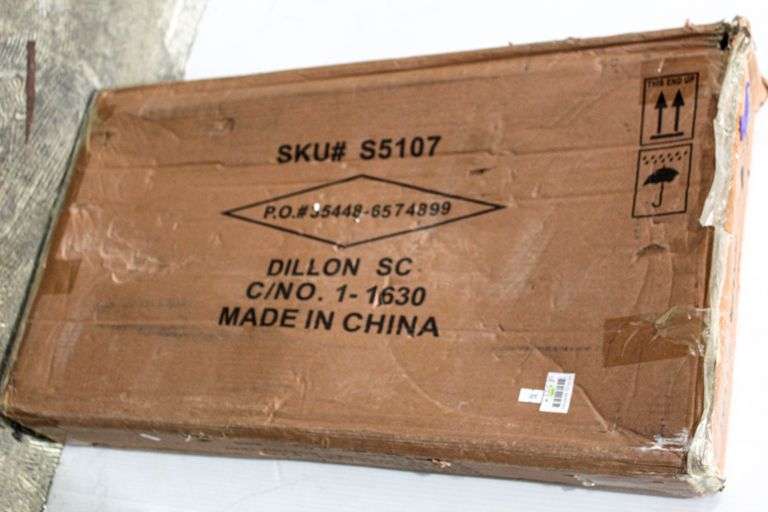 THIS END UP
SKU# S5107
P.O.#35448-6574899
DILLON SC
C/NO. 1-1630
MADE IN CHINA